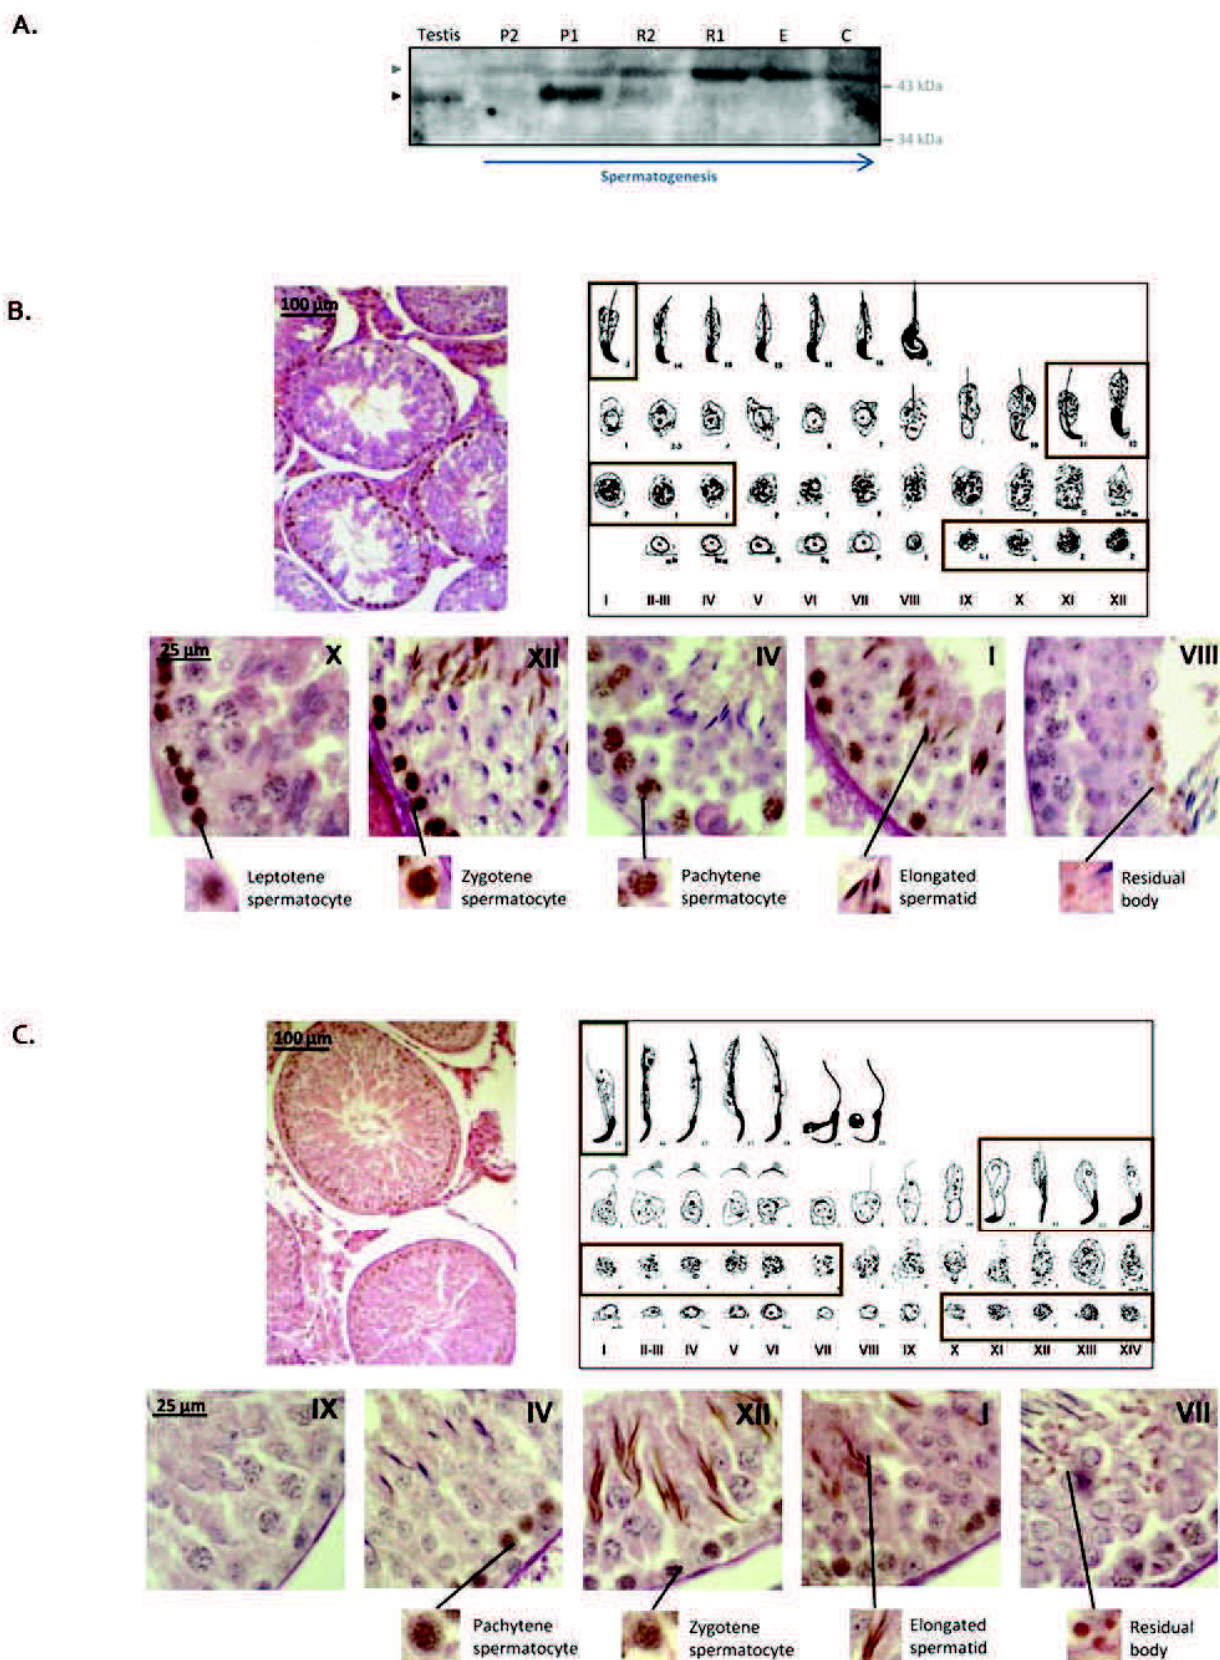 A.
Testis P2 P1 R2 R1 E C
43 kDa
34 kDa
Spermatogenesis
B.
100 µm
I II-III IV V VI VII VIII IX X XI XII
25 µm X XII IV I VIII
Leptotene spermatocyte
Zygotene spermatocyte
Pachytene spermatocyte
Elongated spermatid
Residual body
C.
100 µm
I II-III IV V VI VII VIII IX X XI XII XIII XIV
25 µm IX IV XII I VII
Pachytene spermatocyte
Zygotene spermatocyte
Elongated spermatid
Residual body